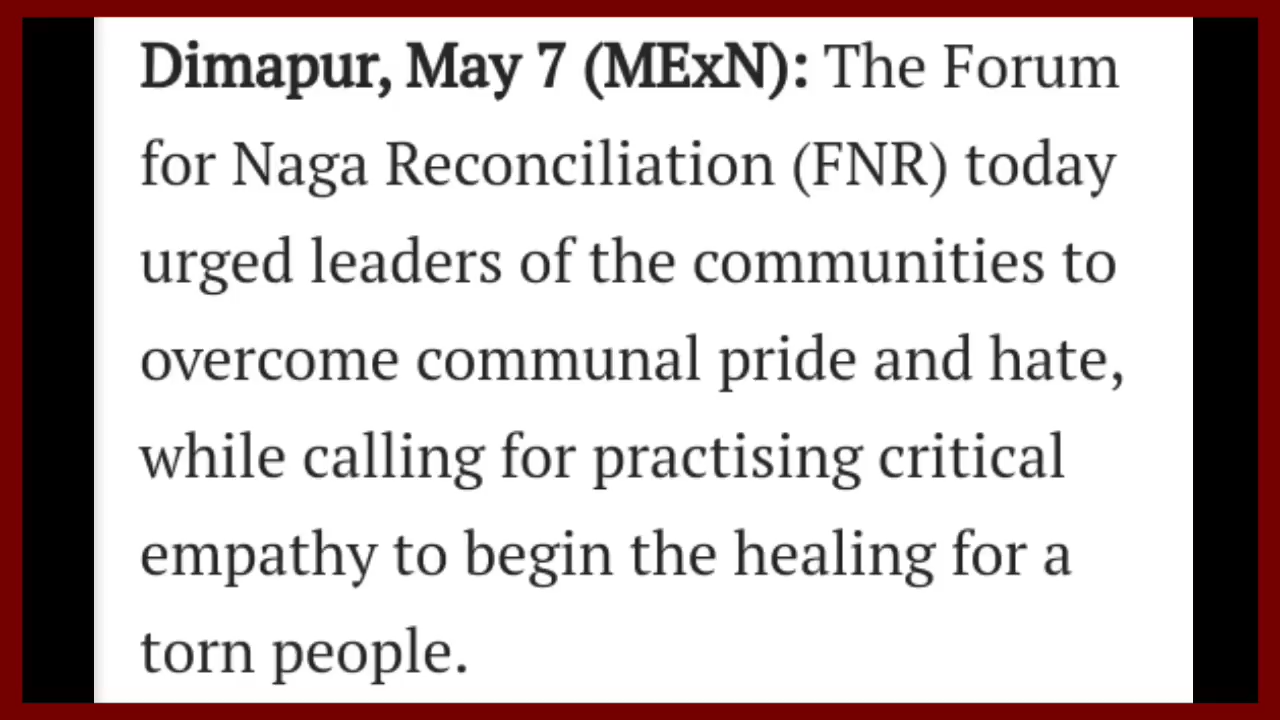 Dimapur, May 7 (MExN): The Forum
for Naga Reconciliation (FNR) today
urged leaders of the communities to
overcome communal pride and hate,
while calling for practising critical
empathy to begin the healing for a
torn people.